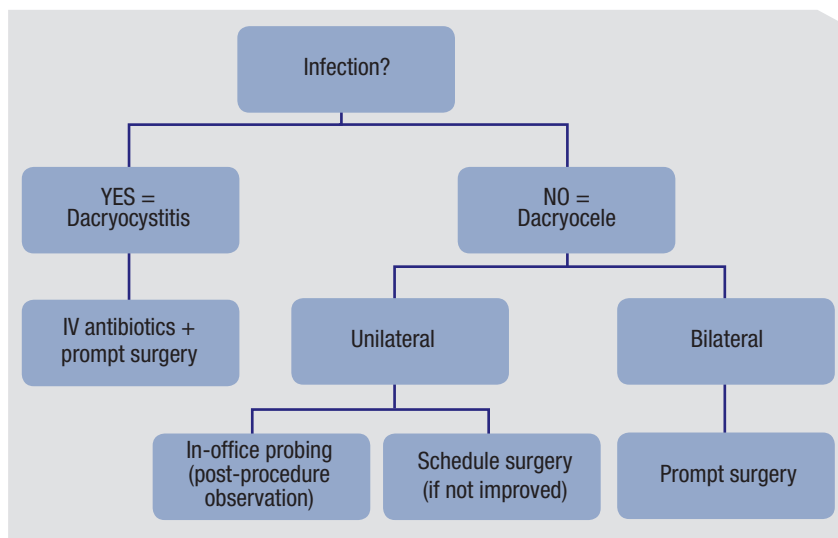 Infection?
YES =
Dacryocystitis
NO =
Dacryocele
IV antibiotics +
prompt surgery
Unilateral
Bilateral
In-office probing
(post-procedure
observation)
Schedule surgery
(if not improved)
Prompt surgery